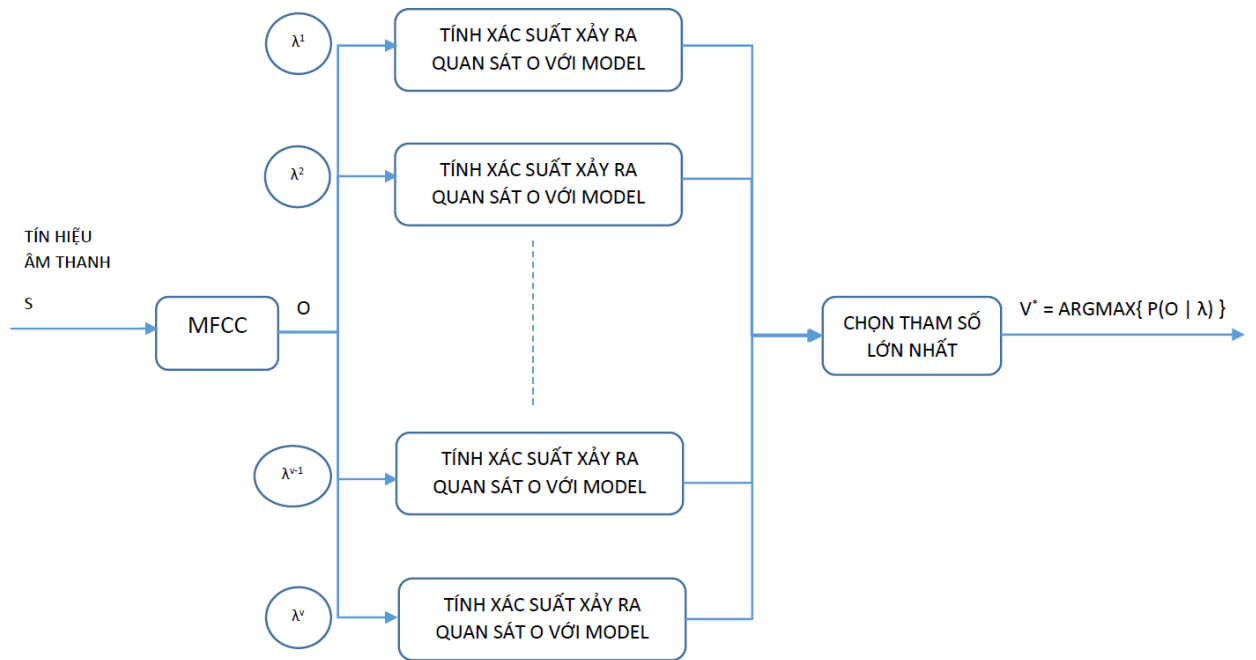 λ¹
TÍNH XÁC SUẤT XẢY RA
QUAN SÁT O VỚI MODEL
λ²
TÍNH XÁC SUẤT XẢY RA
QUAN SÁT O VỚI MODEL
TÍN HIỆU
ÂM THANH
S
MFCC
O
CHỌN THAM SỐ
LỚN NHẤT
V* = ARGMAX{ P(O | λ) }
λᵛ⁻¹
TÍNH XÁC SUẤT XẢY RA
QUAN SÁT O VỚI MODEL
λᵛ
TÍNH XÁC SUẤT XẢY RA
QUAN SÁT O VỚI MODEL